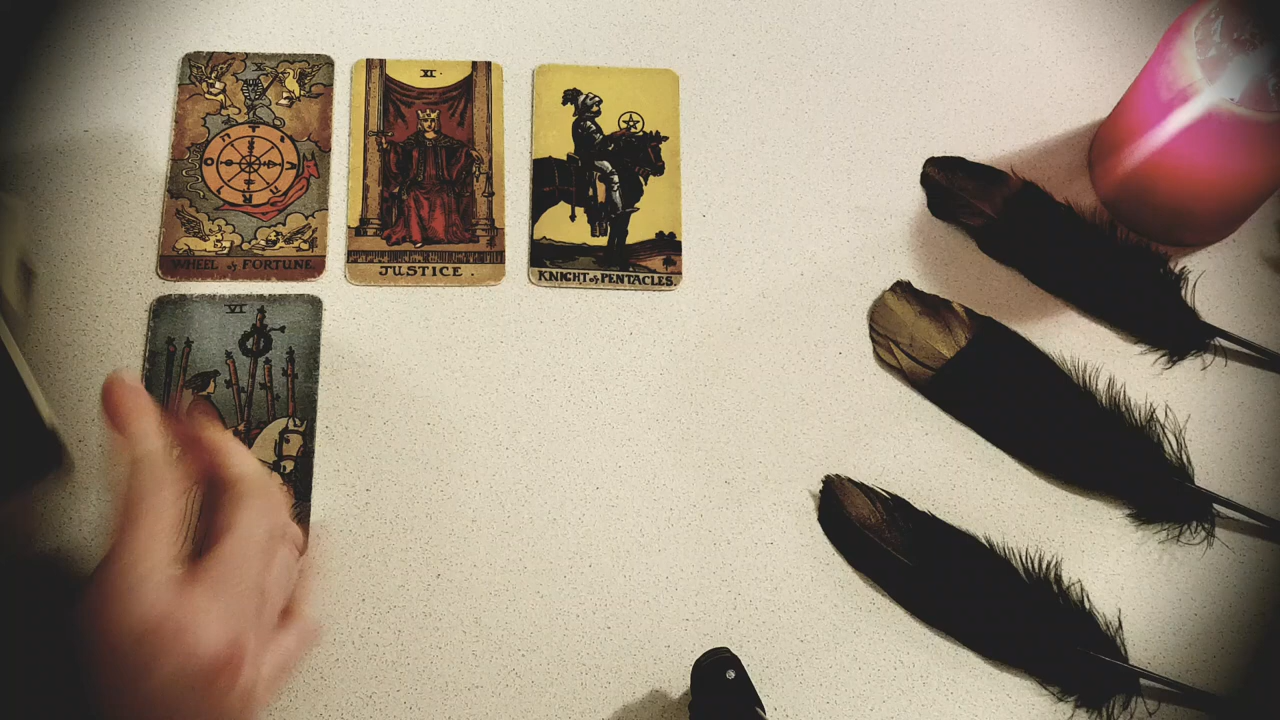 X
WHEEL of FORTUNE.
XI.
JUSTICE.
KNIGHT of PENTACLES.
VI